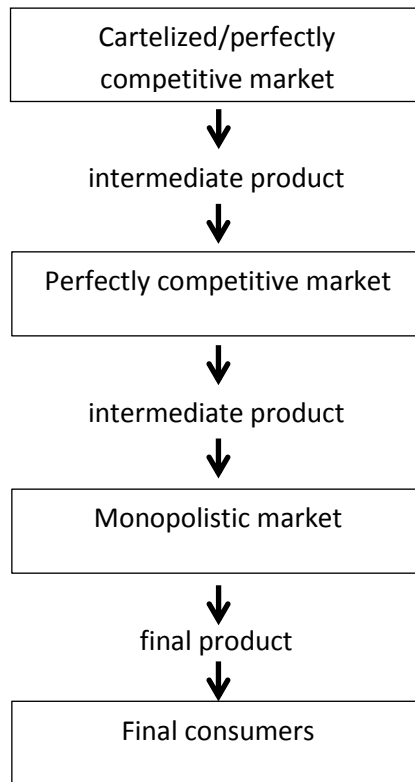 Cartelized/perfectly
competitive market
intermediate product
Perfectly competitive market
intermediate product
Monopolistic market
final product
Final consumers